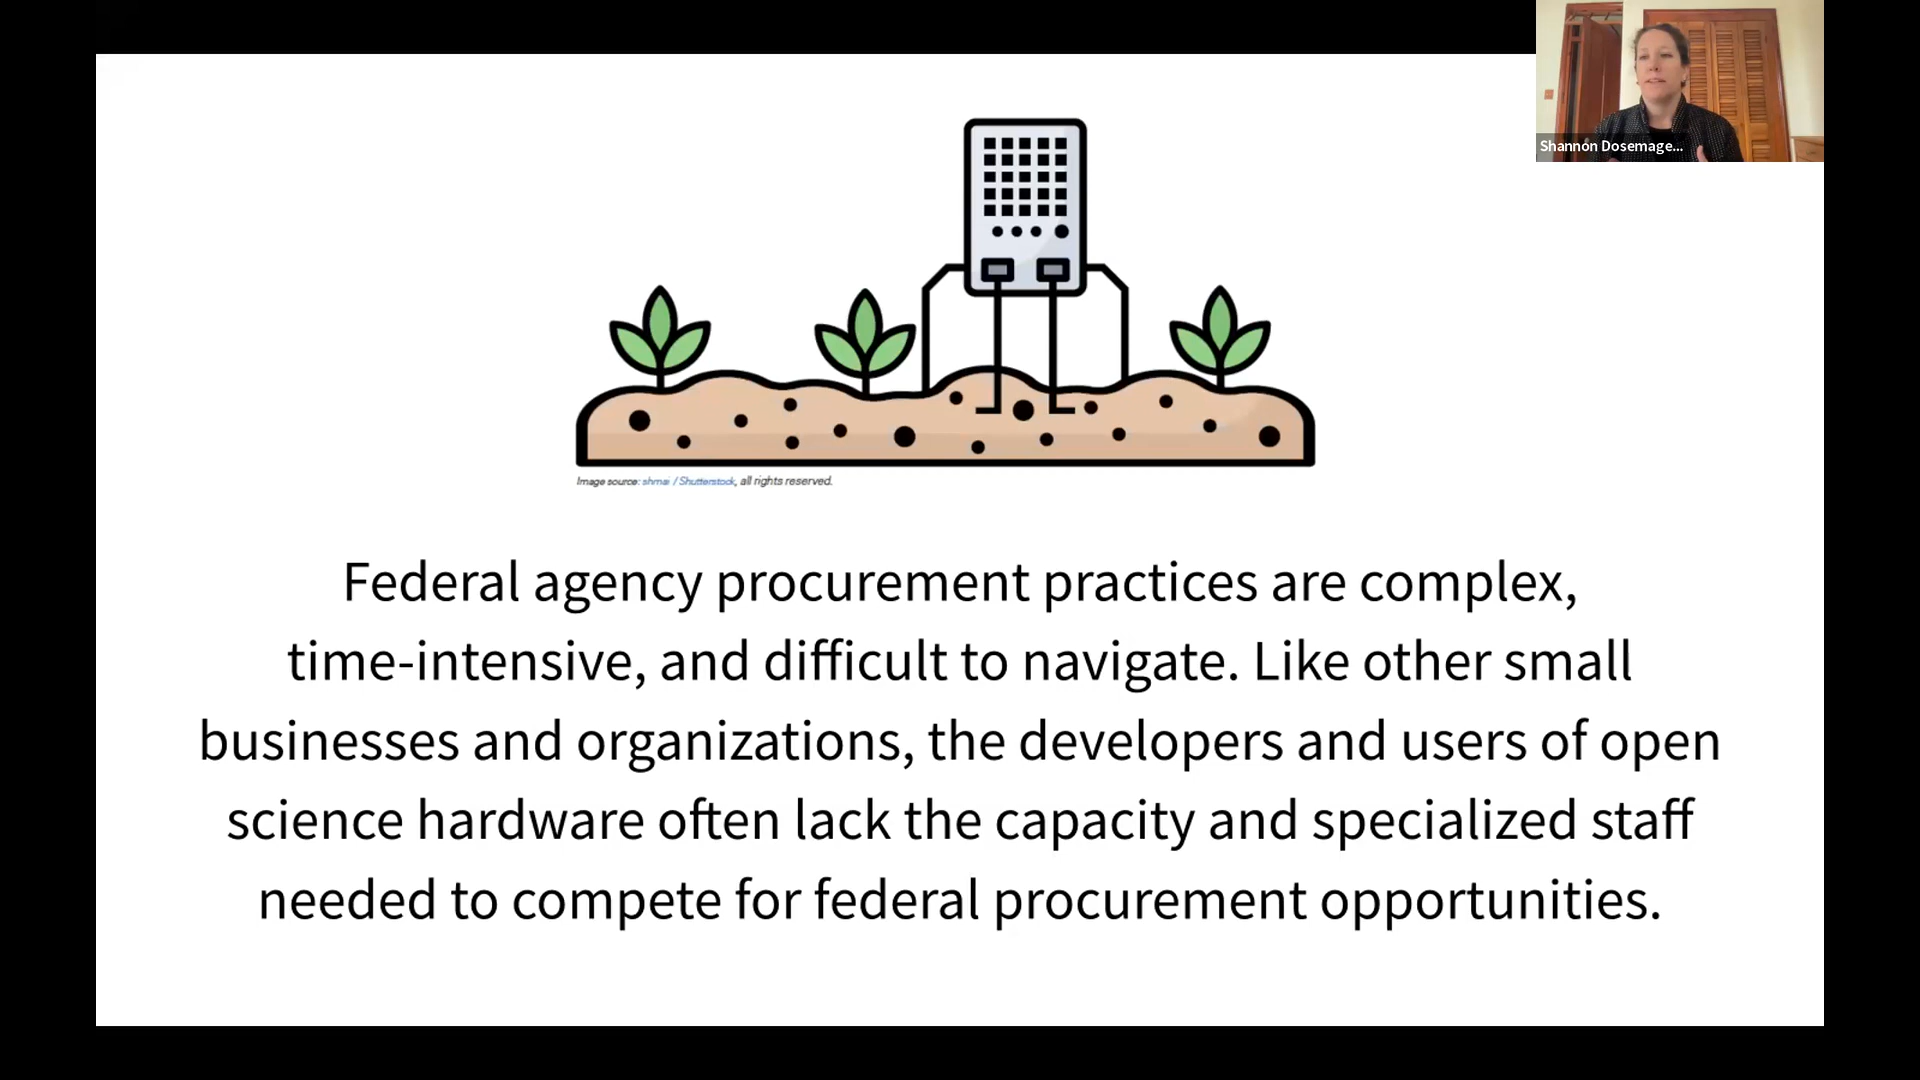 Shannon Dosemage...
Image source: shmai / Shutterstock, all rights reserved.
Federal agency procurement practices are complex,
time-intensive, and difficult to navigate. Like other small
businesses and organizations, the developers and users of open
science hardware often lack the capacity and specialized staff
needed to compete for federal procurement opportunities.